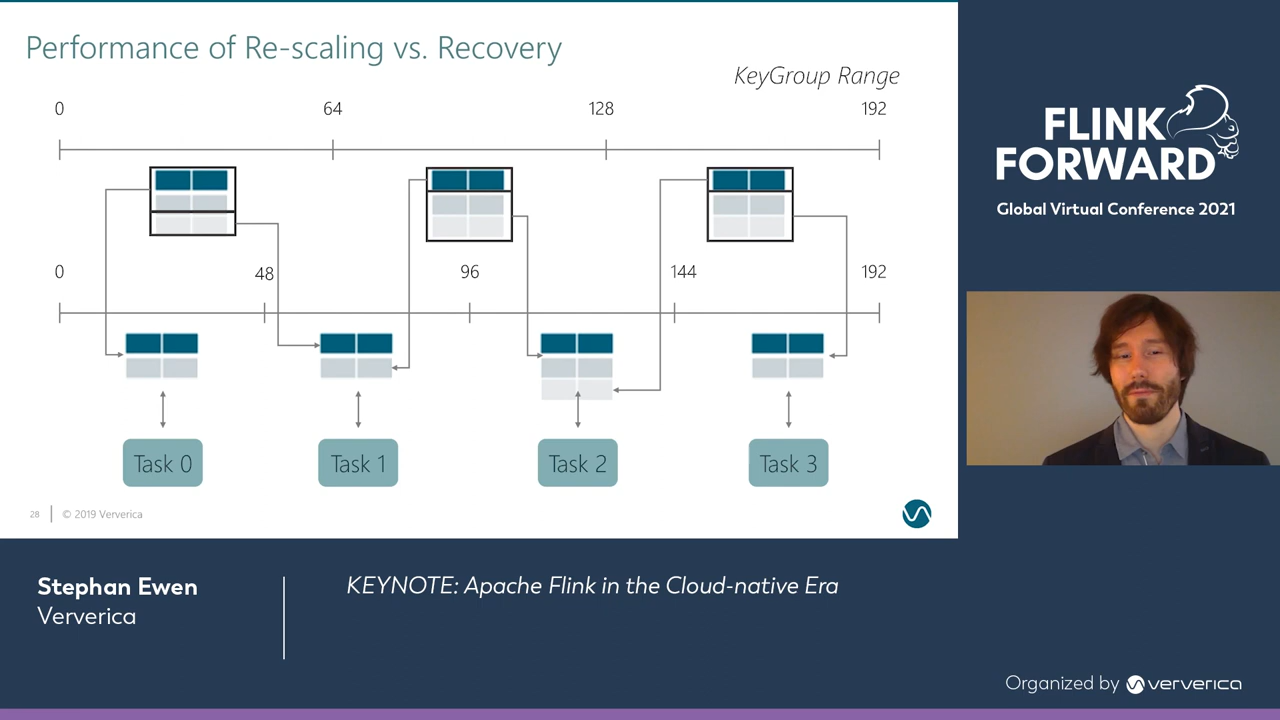 Performance of Re-scaling vs. Recovery
KeyGroup Range
0 64 128 192
0 48 96 144 192
Task 0 Task 1 Task 2 Task 3
28 © 2019 Ververica
FLINK
FORWARD
Global Virtual Conference 2021
Stephan Ewen
Ververica
KEYNOTE: Apache Flink in the Cloud-native Era
Organized by ververica